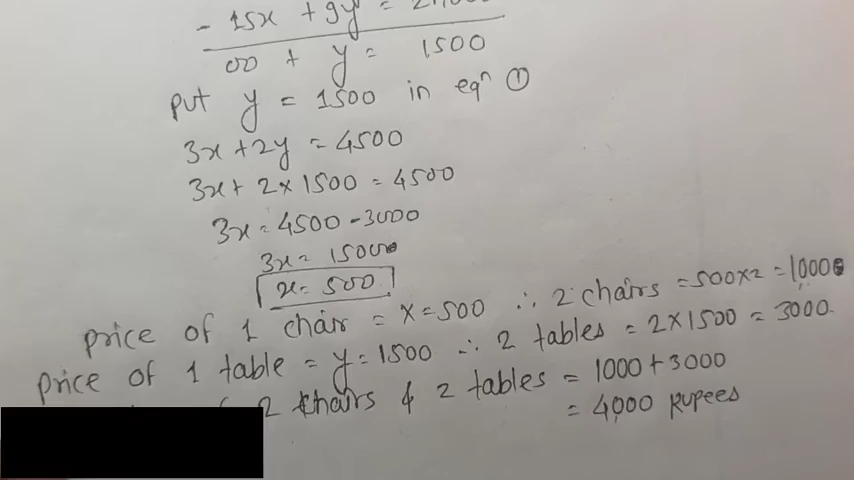 - 15x + 9y =
00 + y = 1500
put y = 1500 in eqn ①
3x + 2y = 4500
3x + 2 × 1500 = 4500
3x = 4500 - 3000
3x = 1500
x = 500
price of 1 chair = x = 500 ∴ 2 chairs = 500×2 = 1000
price of 1 table = y = 1500 ∴ 2 tables = 2×1500 = 3000
2 chairs & 2 tables = 1000 + 3000
= 4000 Rupees